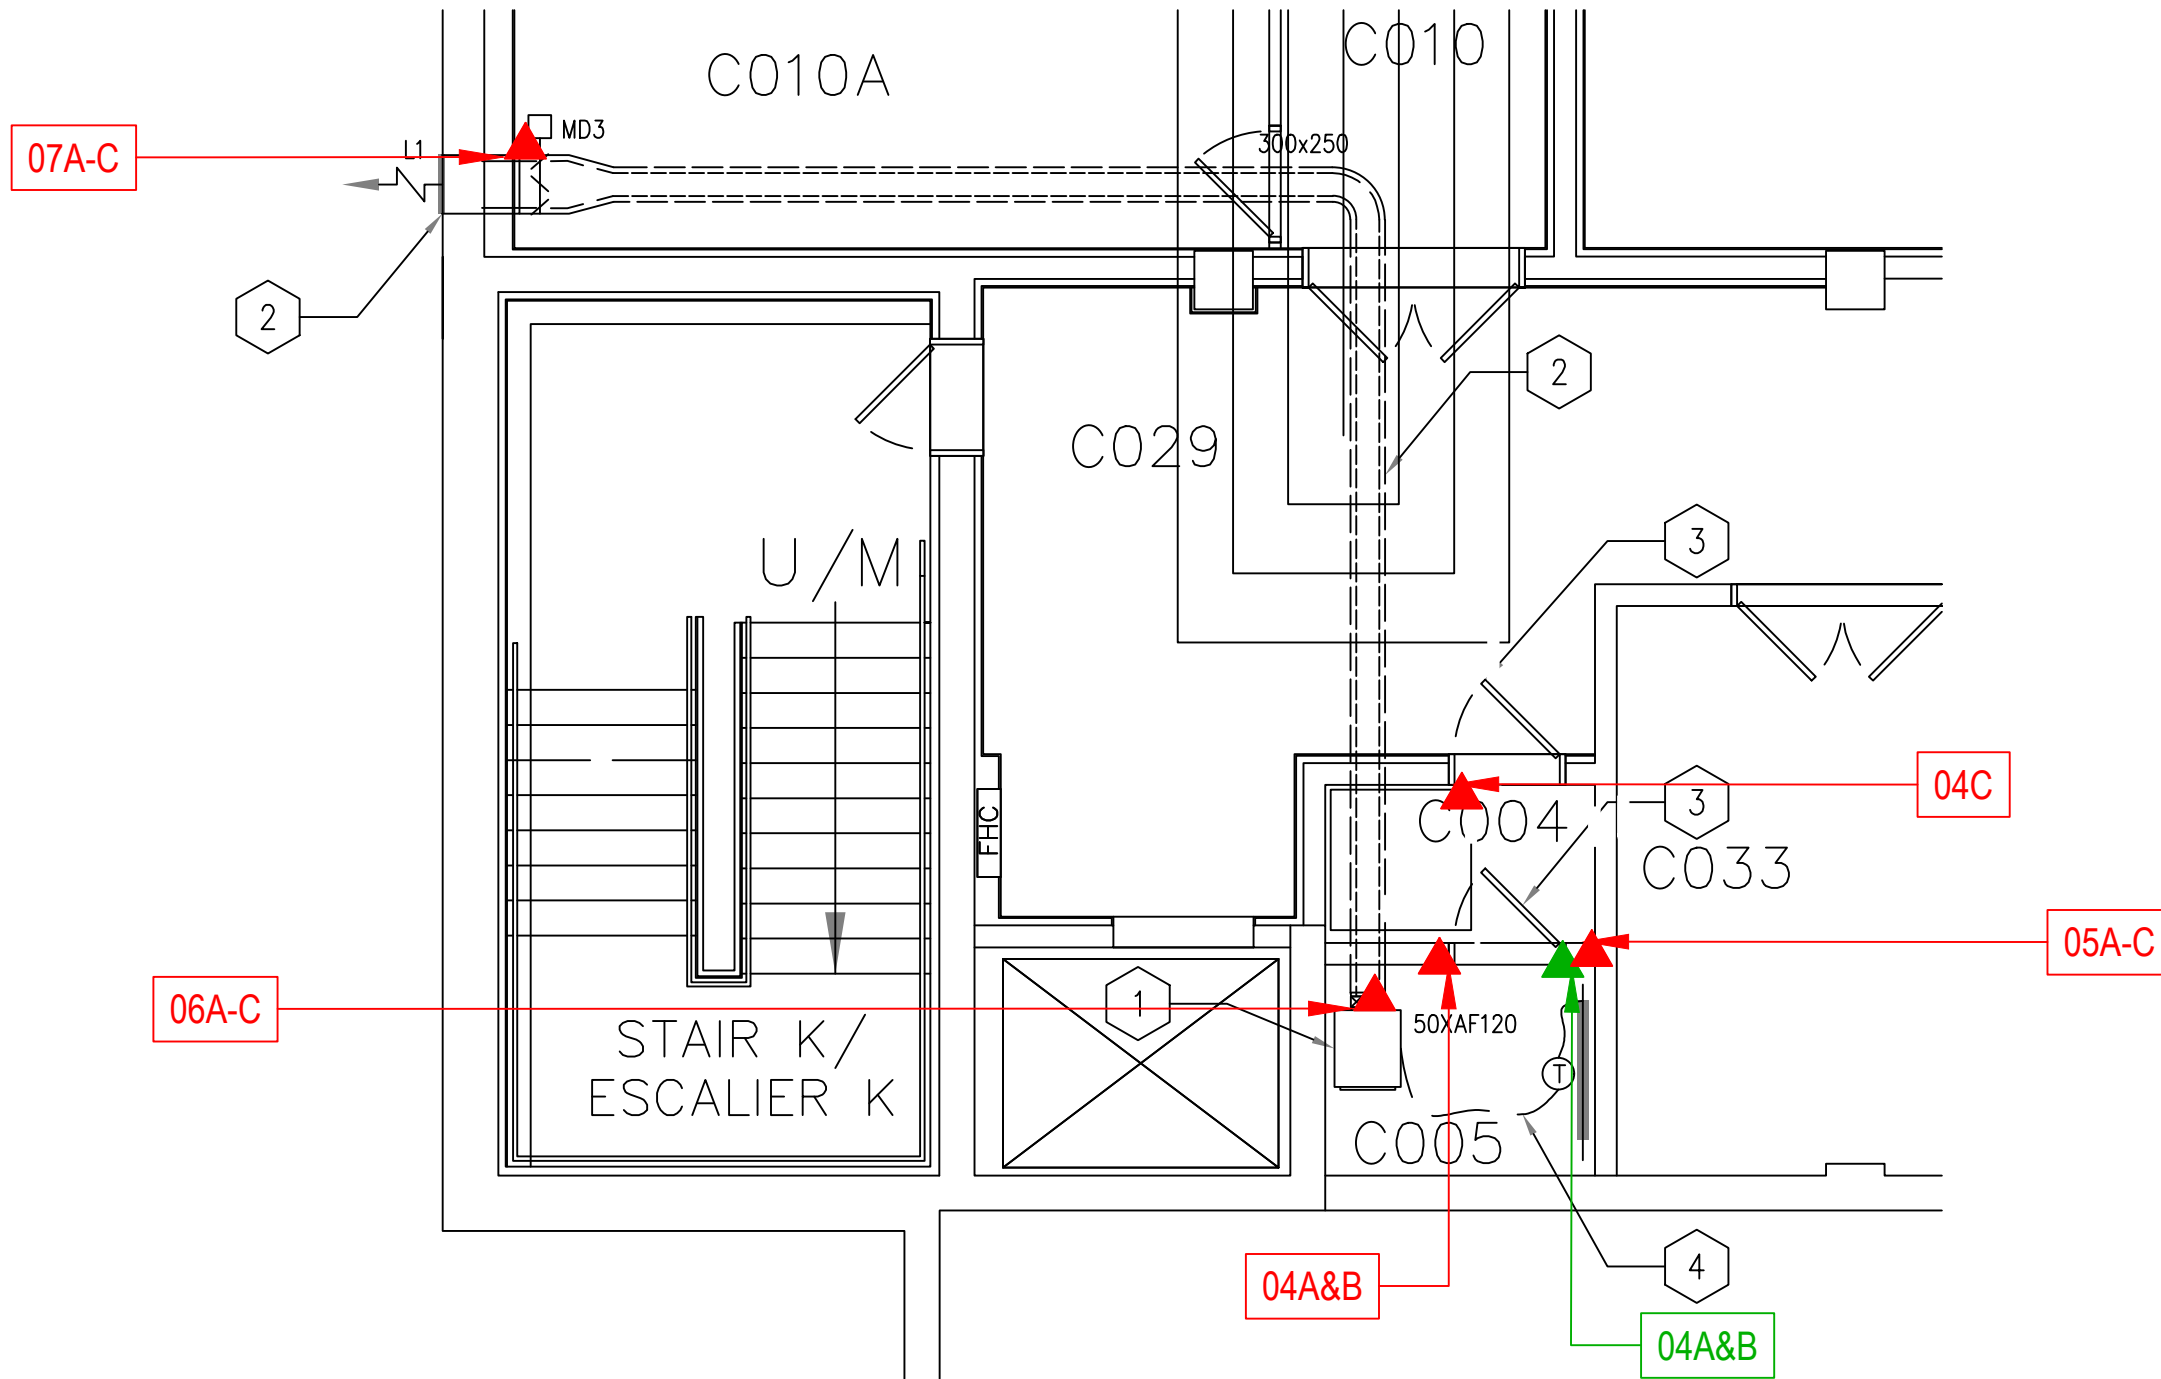 C010A
C010
MD3
300x250
07A-C
L1
2
2
C029
3
U/M
04C
3
C004
FHC
C033
05A-C
06A-C
1
50XAF120
STAIR K/
ESCALIER K
T
C005
4
04A&B
04A&B